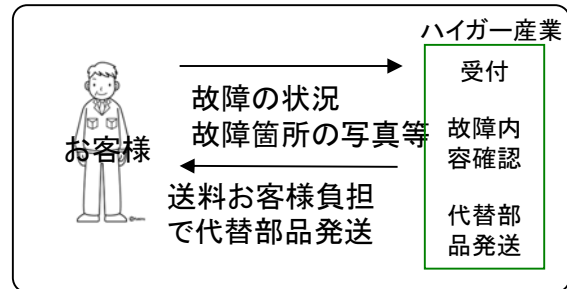 ハイガー産業
受付
故障内
容確認
代替部
品発送
故障の状況
故障箇所の写真等
お客様
送料お客様負担
で代替部品発送